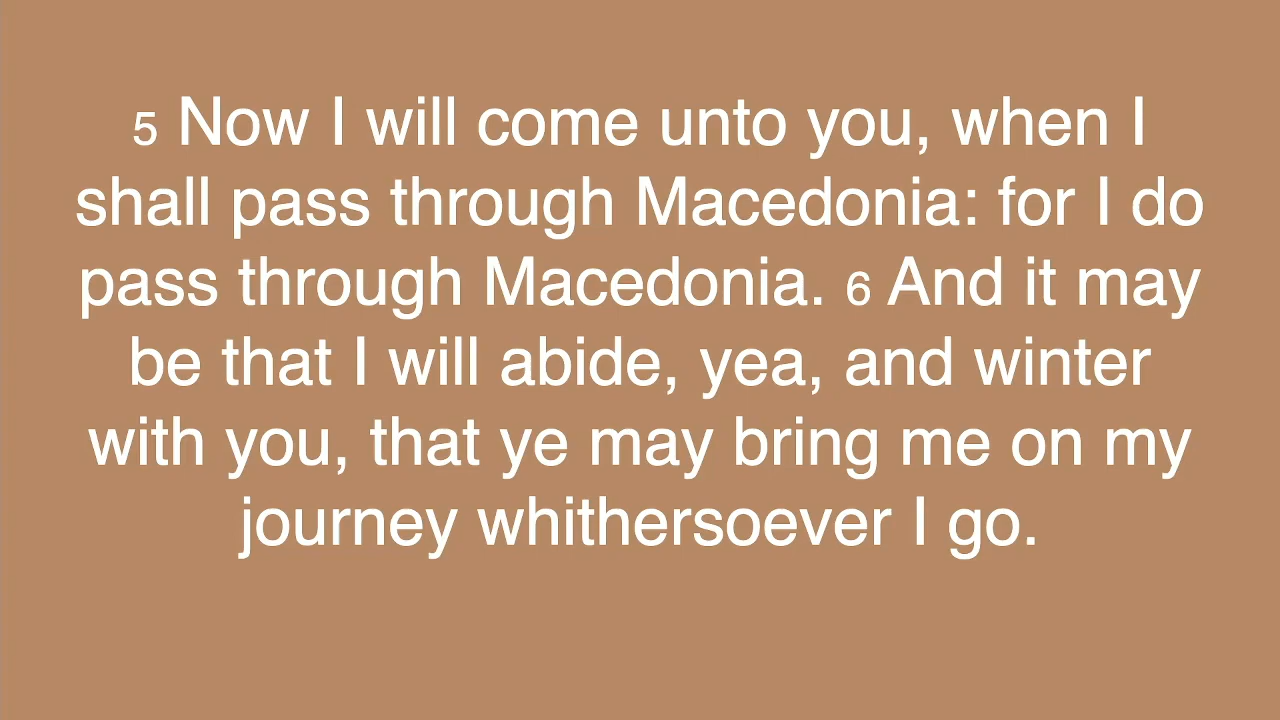 5 Now I will come unto you, when I
shall pass through Macedonia: for I do
pass through Macedonia. 6 And it may
be that I will abide, yea, and winter
with you, that ye may bring me on my
journey whithersoever I go.